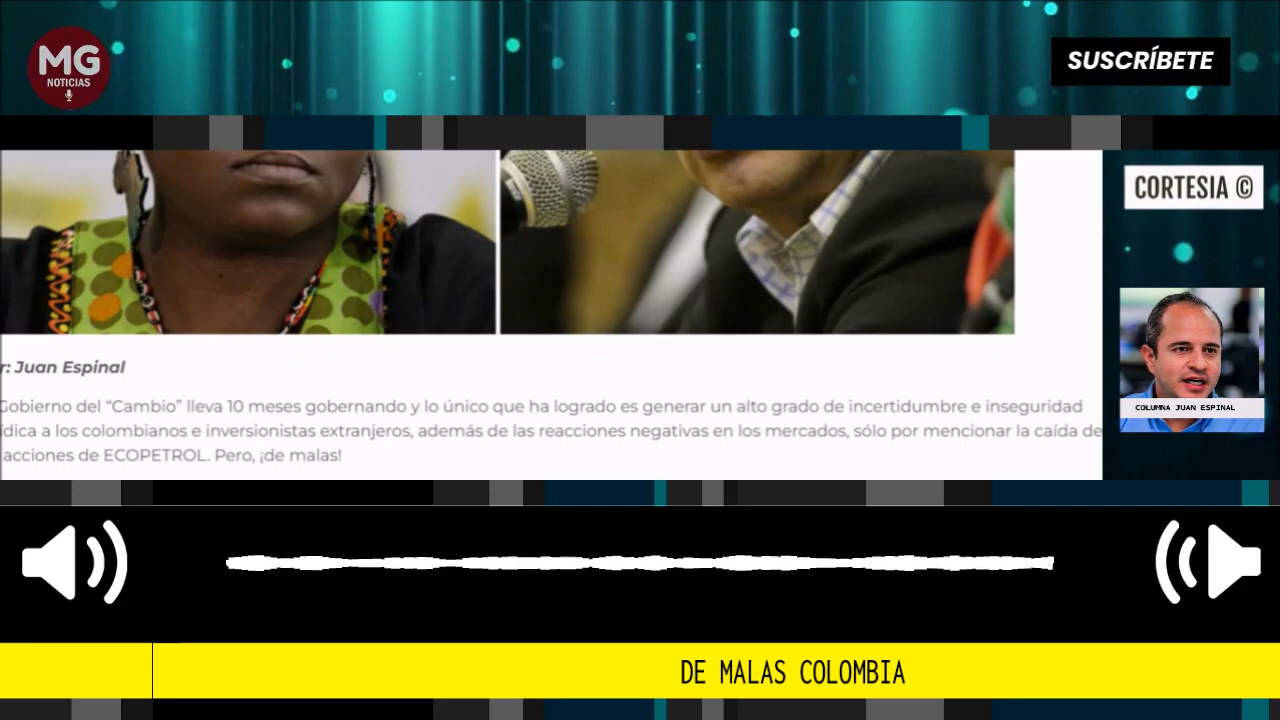 MG
NOTICIAS
SUSCRÍBETE
CORTESIA ©
COLUMNA JUAN ESPINAL
r: Juan Espinal
Gobierno del “Cambio” lleva 10 meses gobernando y lo único que ha logrado es generar un alto grado de incertidumbre e inseguridad
ídica a los colombianos e inversionistas extranjeros, además de las reacciones negativas en los mercados, sólo por mencionar la caída de
acciones de ECOPETROL. Pero, ¡de malas!
DE MALAS COLOMBIA